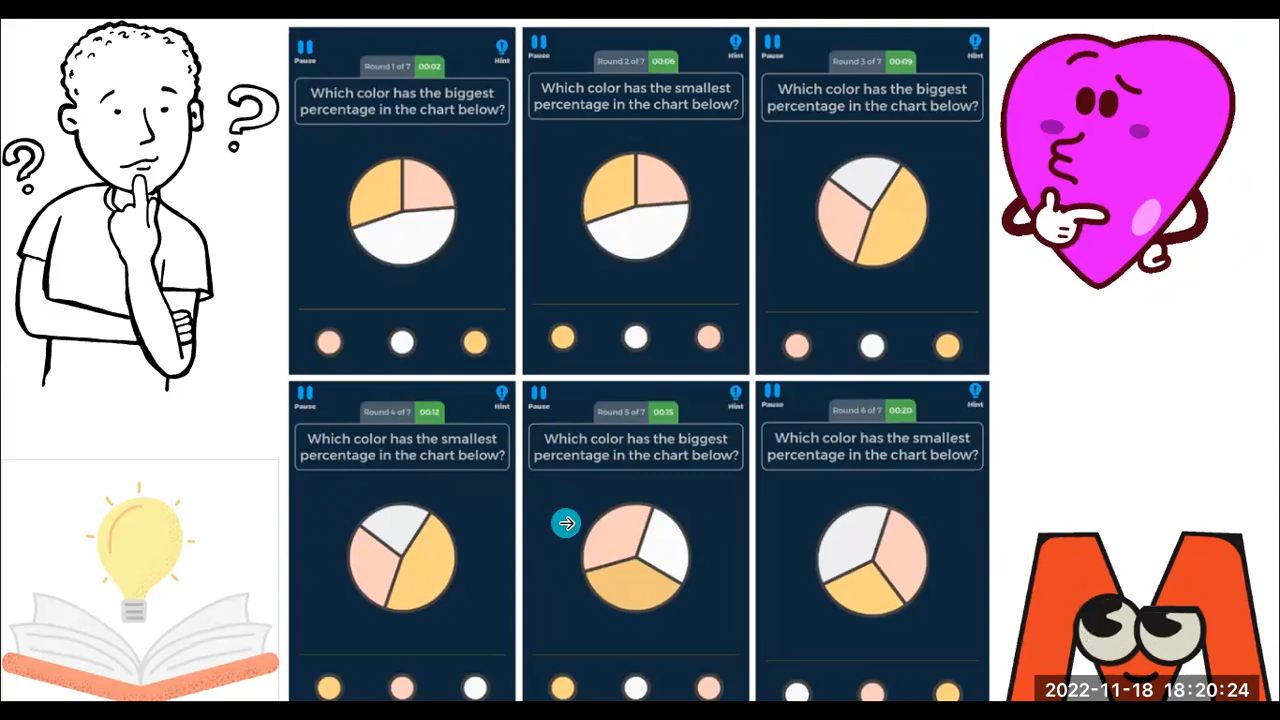 Pause
Round 1 of 7 00:02
Hint
Which color has the biggest
percentage in the chart below?
Pause
Round 2 of 7 00:06
Hint
Which color has the smallest
percentage in the chart below?
Pause
Round 3 of 7 00:09
Hint
Which color has the biggest
percentage in the chart below?
Pause
Round 4 of 7 00:12
Hint
Which color has the smallest
percentage in the chart below?
Pause
Round 5 of 7 00:15
Hint
Which color has the biggest
percentage in the chart below?
Pause
Round 6 of 7 00:20
Hint
Which color has the smallest
percentage in the chart below?
? ?
M
2022-11-18 18:20:24